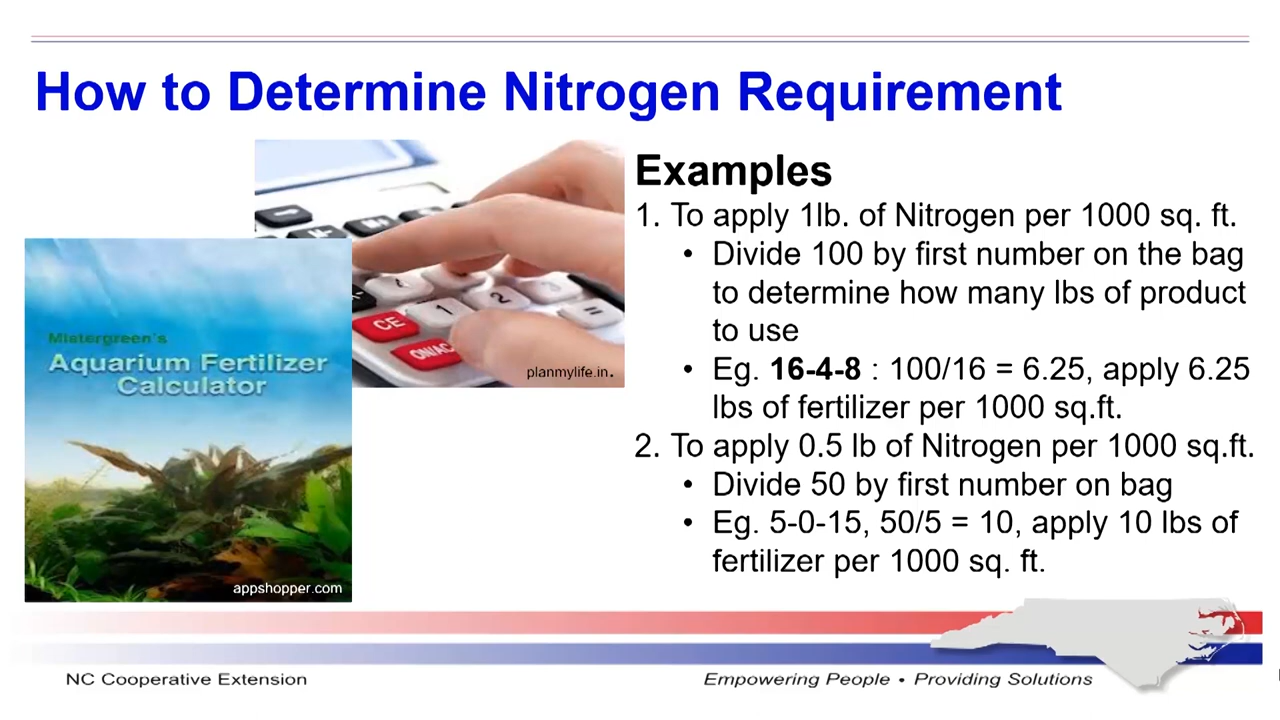 How to Determine Nitrogen Requirement
Examples
1. To apply 1lb. of Nitrogen per 1000 sq. ft.
• Divide 100 by first number on the bag
to determine how many lbs of product
to use
• Eg. 16-4-8 : 100/16 = 6.25, apply 6.25
lbs of fertilizer per 1000 sq.ft.
2. To apply 0.5 lb of Nitrogen per 1000 sq.ft.
• Divide 50 by first number on bag
• Eg. 5-0-15, 50/5 = 10, apply 10 lbs of
fertilizer per 1000 sq. ft.
1
2
3
=
CE
ON/AC
planmylife.in.
Mistergreen's
Aquarium Fertilizer
Calculator
appshopper.com
NC Cooperative Extension
Empowering People • Providing Solutions